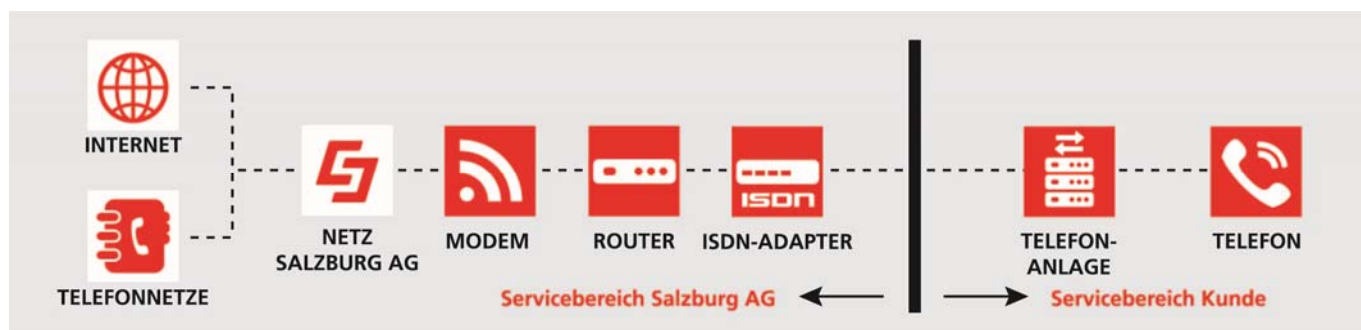 INTERNET
TELEFONNETZE
NETZ
SALZBURG AG
MODEM
ROUTER
ISDN
ISDN-ADAPTER
TELEFON-
ANLAGE
TELEFON
Servicebereich Salzburg AG
Servicebereich Kunde